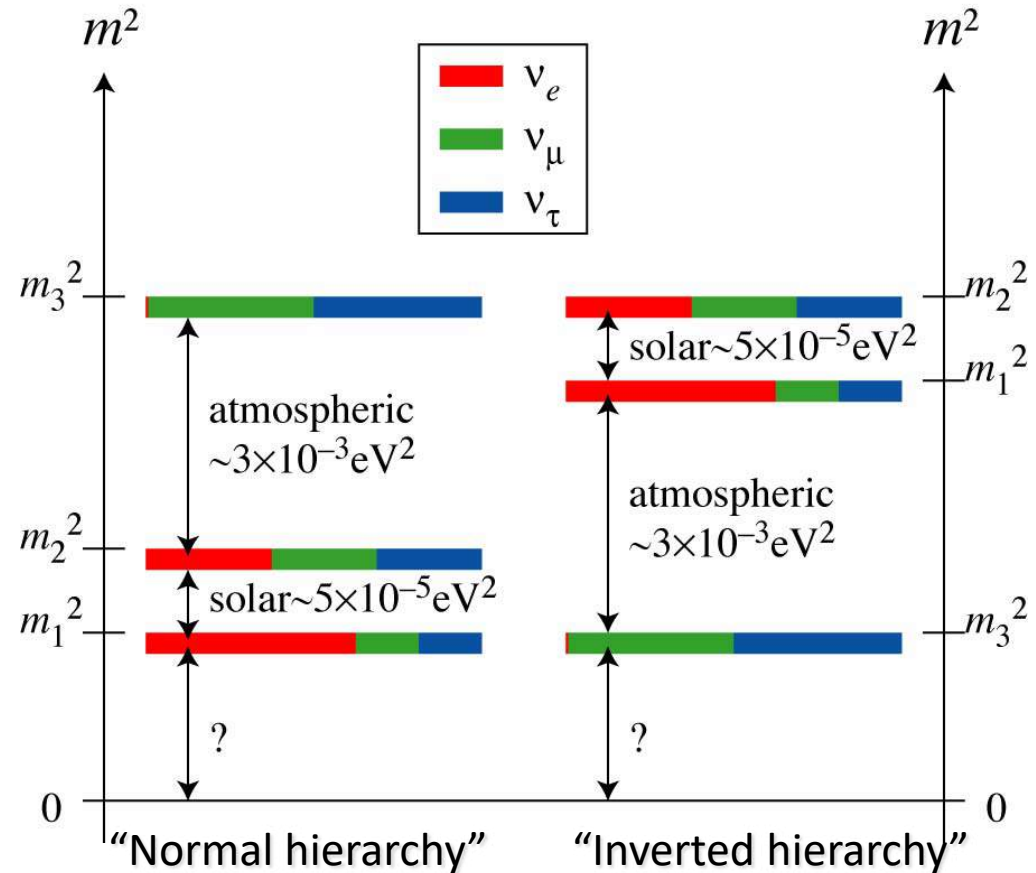 m²
m²
νₑ
ν_μ
ν_τ
m₃²
m₂²
solar~5×10⁻⁵eV²
m₁²
atmospheric
~3×10⁻³eV²
atmospheric
~3×10⁻³eV²
m₂²
solar~5×10⁻⁵eV²
m₁²
m₃²
?
?
0
0
“Normal hierarchy”
“Inverted hierarchy”